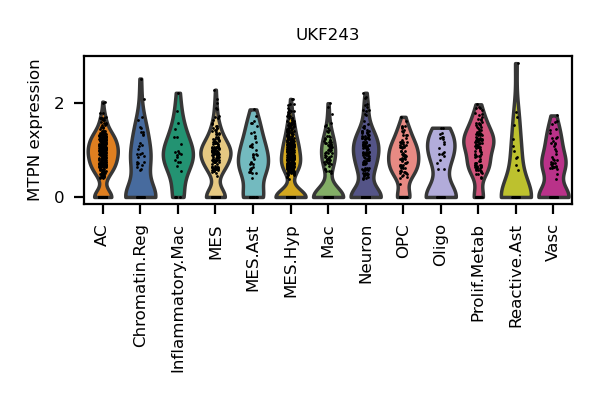 UKF243
MTPN expression
2
0
AC
Chromatin.Reg
Inflammatory.Mac
MES
MES.Ast
MES.Hyp
Mac
Neuron
OPC
Oligo
Prolif.Metab
Reactive.Ast
Vasc